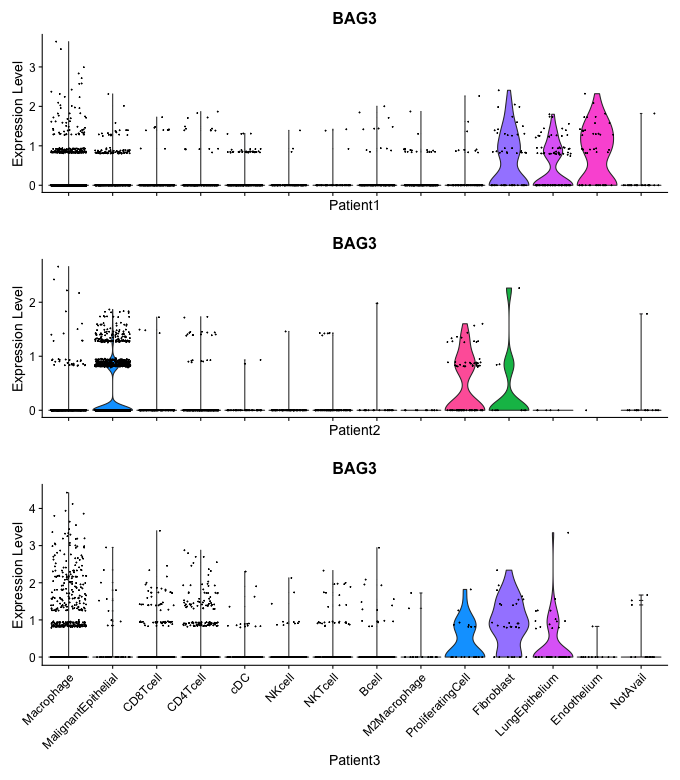 BAG3
Expression Level
3
2
1
0
Patient1
BAG3
Expression Level
2
1
0
Patient2
BAG3
Expression Level
4
3
2
1
0
Macrophage
MalignantEpithelial
CD8Tcell
CD4Tcell
cDC
NKcell
NKTcell
Bcell
M2Macrophage
ProliferatingCell
Fibroblast
LungEpithelium
Endothelium
NotAvail
Patient3